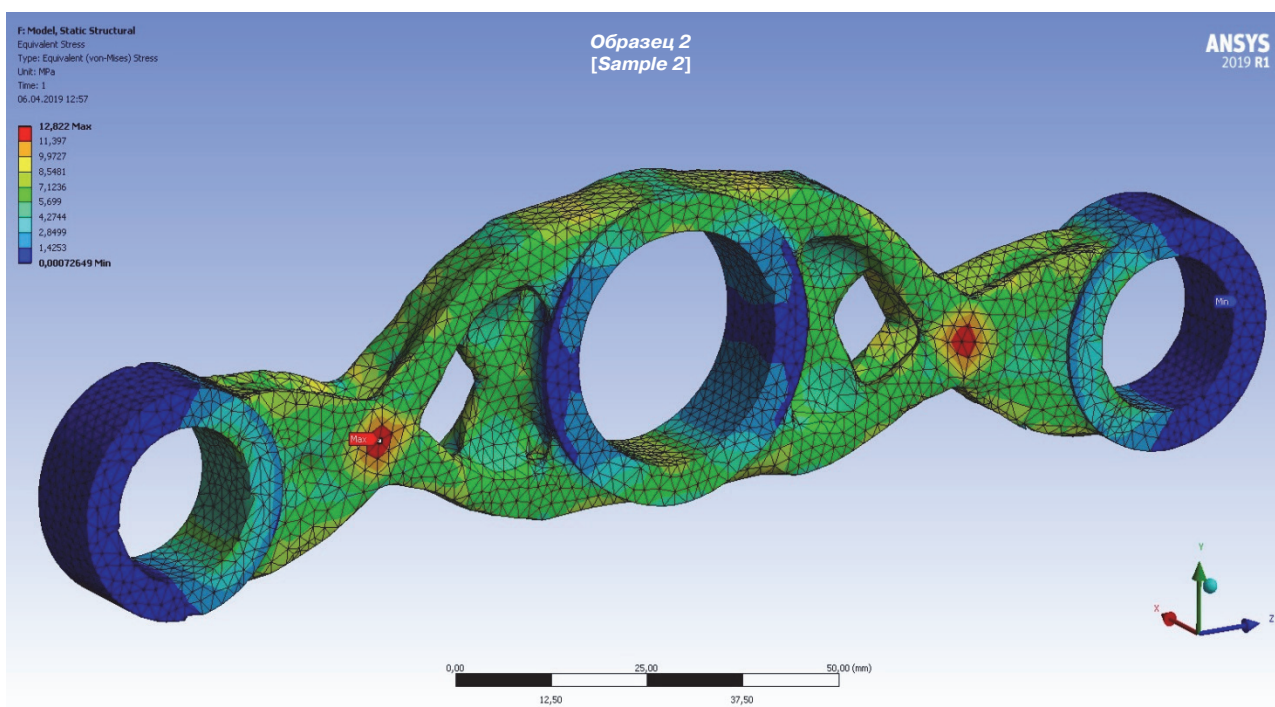 F: Model, Static Structural
Equivalent Stress
Type: Equivalent (von-Mises) Stress
Unit: MPa
Time: 1
06.04.2019 12:57
Образец 2
[Sample 2]
ANSYS
2019 R1
12,822 Max
11,397
9,9727
8,5481
7,1236
5,699
4,2744
2,8499
1,4253
0,00072649 Min
Min
Max
Y
X
Z
0,00
25,00
50,00 (mm)
12,50
37,50